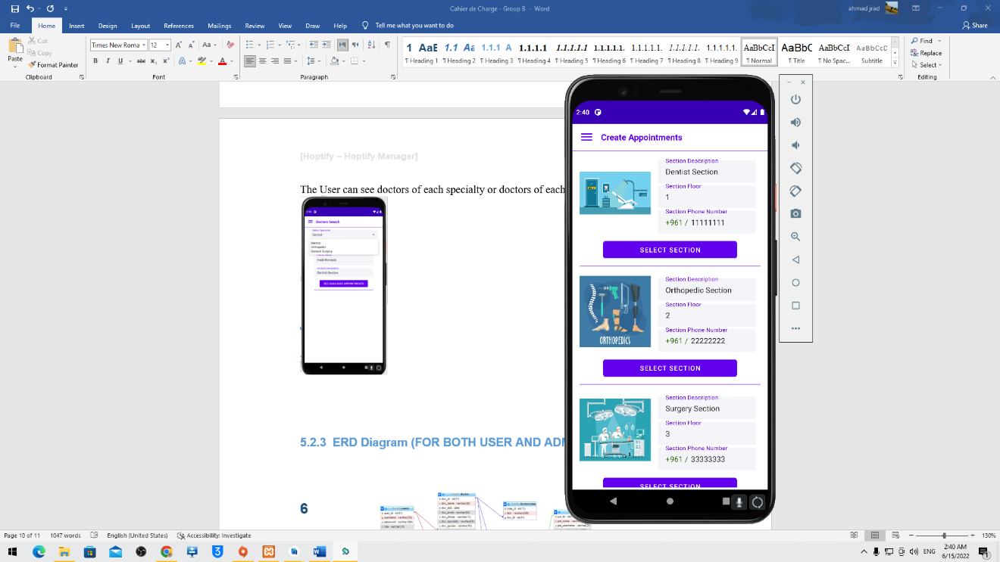 Cahier de Charge - Group B - Word
ahmad jrad
File Home Insert Design Layout References Mailings Review View Draw Help Tell me what you want to do
Share
Paste
Cut
Copy
Format Painter
Clipboard
Times New Roma 12
Font
Paragraph
1 AaB 1.1 Aa 1.1.1 A 1.1.1.1 1.1.1.1.1 1.1.1.1. 1.1.1.1. 1.1.1.1. 1.1.1.1. AaBbCcI AaBbC AaBbCcI AaBbCcD
¶ Heading 1 ¶ Heading 2 ¶ Heading 3 ¶ Heading 4 ¶ Heading 5 ¶ Heading 6 ¶ Heading 7 ¶ Heading 8 ¶ Heading 9 ¶ Normal ¶ Title ¶ No Spac... Subtitle
Find
Replace
Select
Editing
[Hoptify – Hoptify Manager]
The User can see doctors of each specialty or doctors of each
Doctors Search
Select Specialty
Dentist
Dentist
Orthopedic
General Surgery
Dentist Section
SEE AVAILABLE APPOINTMENTS
5.2.3 ERD Diagram (FOR BOTH USER AND ADM
6
2:40
Create Appointments
Section Description
Dentist Section
Section Floor
1
Section Phone Number
+961 / 11111111
SELECT SECTION
Section Description
Orthopedic Section
Section Floor
2
Section Phone Number
+961 / 22222222
ORTHOPEDICS
SELECT SECTION
Section Description
Surgery Section
Section Floor
3
Section Phone Number
+961 / 33333333
SELECT SECTION
Page 10 of 11 1047 words English (United States) Accessibility: Investigate
130%
ENG
2:40 AM
6/15/2022